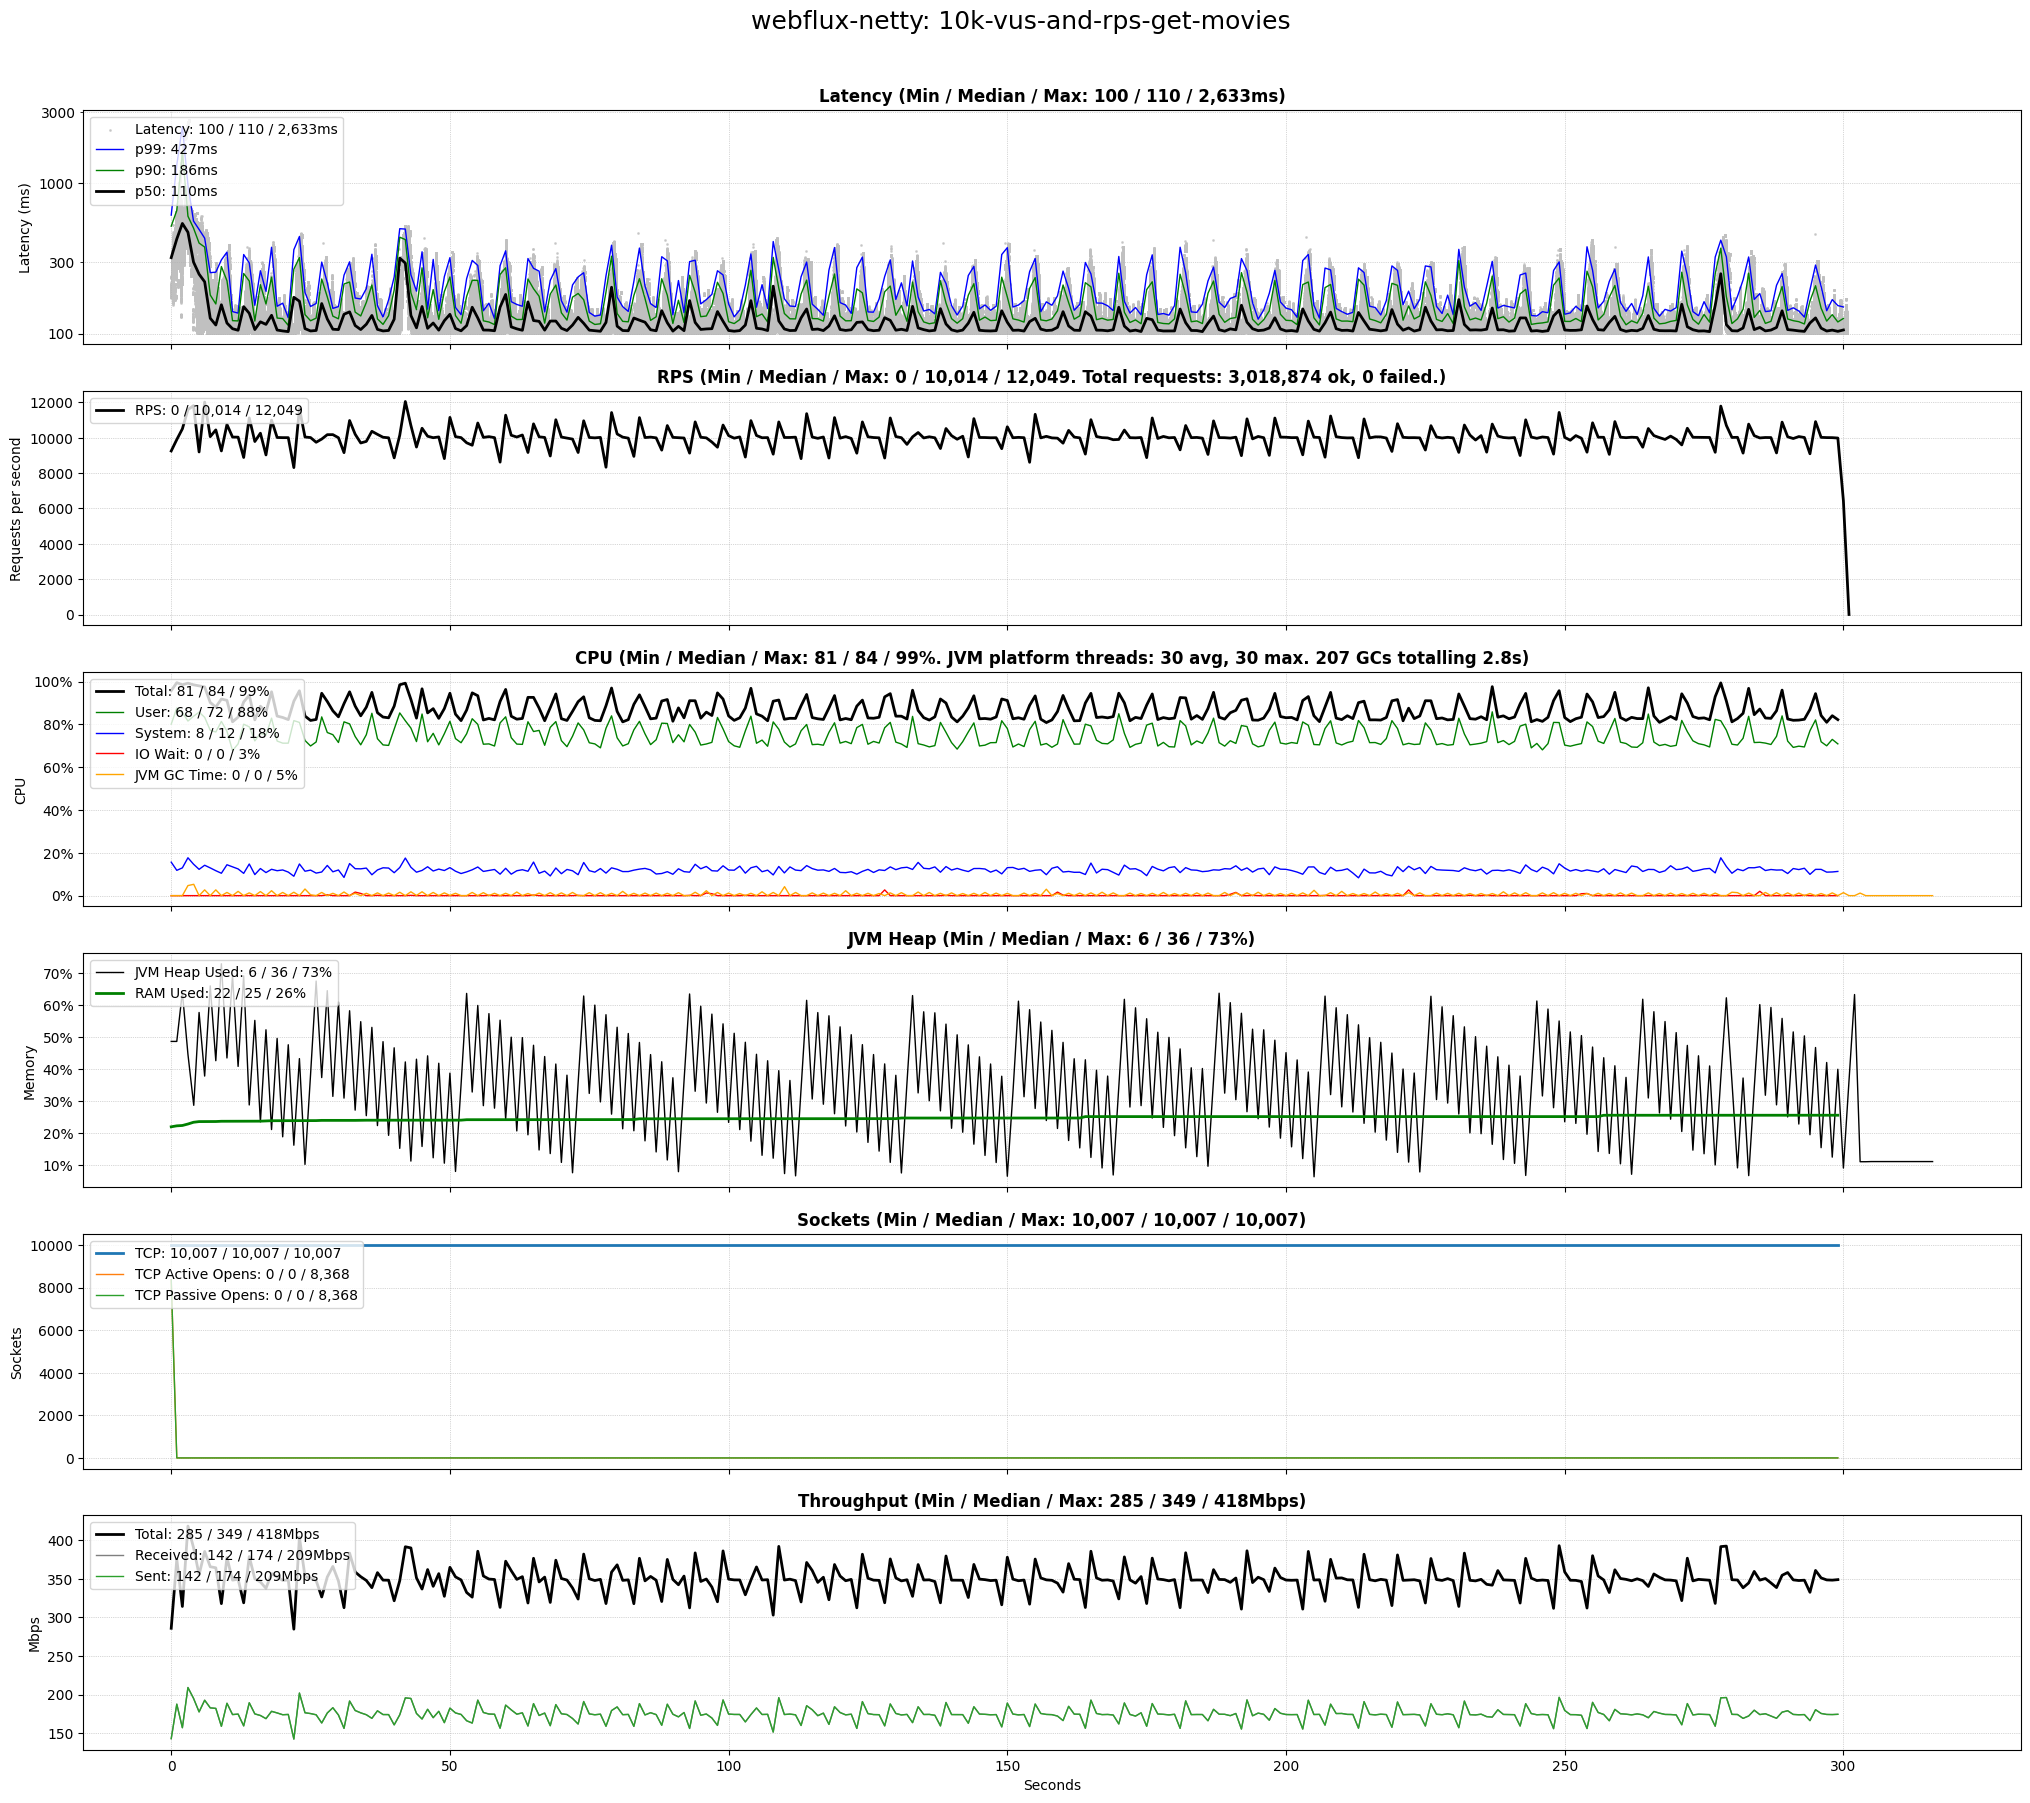 webflux-netty: 10k-vus-and-rps-get-movies
Latency (Min / Median / Max: 100 / 110 / 2,633ms)
3000
1000
300
100
Latency (ms)
Latency: 100 / 110 / 2,633ms
p99: 427ms
p90: 186ms
p50: 110ms
RPS (Min / Median / Max: 0 / 10,014 / 12,049. Total requests: 3,018,874 ok, 0 failed.)
12000
10000
8000
6000
4000
2000
0
Requests per second
RPS: 0 / 10,014 / 12,049
CPU (Min / Median / Max: 81 / 84 / 99%. JVM platform threads: 30 avg, 30 max. 207 GCs totalling 2.8s)
100%
80%
60%
40%
20%
0%
CPU
Total: 81 / 84 / 99%
User: 68 / 72 / 88%
System: 8 / 12 / 18%
IO Wait: 0 / 0 / 3%
JVM GC Time: 0 / 0 / 5%
JVM Heap (Min / Median / Max: 6 / 36 / 73%)
70%
60%
50%
40%
30%
20%
10%
Memory
JVM Heap Used: 6 / 36 / 73%
RAM Used: 22 / 25 / 26%
Sockets (Min / Median / Max: 10,007 / 10,007 / 10,007)
10000
8000
6000
4000
2000
0
Sockets
TCP: 10,007 / 10,007 / 10,007
TCP Active Opens: 0 / 0 / 8,368
TCP Passive Opens: 0 / 0 / 8,368
Throughput (Min / Median / Max: 285 / 349 / 418Mbps)
400
350
300
250
200
150
Mbps
Total: 285 / 349 / 418Mbps
Received: 142 / 174 / 209Mbps
Sent: 142 / 174 / 209Mbps
0 50 100 150 200 250 300
Seconds